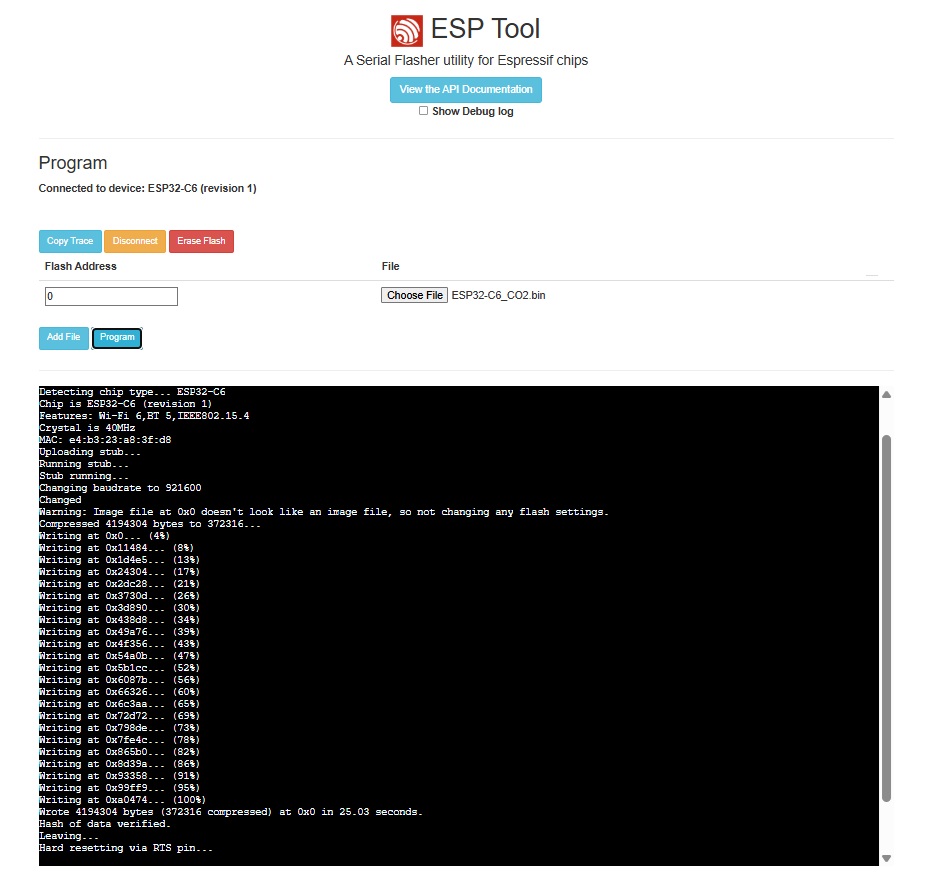 ESP Tool
A Serial Flasher utility for Espressif chips
View the API Documentation
Show Debug log
Program
Connected to device: ESP32-C6 (revision 1)
Copy Trace Disconnect Erase Flash
Flash Address File
0 Choose File ESP32-C6_CO2.bin
Add File Program
Detecting chip type... ESP32-C6
Chip is ESP32-C6 (revision 1)
Features: Wi-Fi 6,BT 5,IEEE802.15.4
Crystal is 40MHz
MAC: e4:b3:23:a8:3f:d8
Uploading stub...
Running stub...
Stub running...
Changing baudrate to 921600
Changed
Warning: Image file at 0x0 doesn't look like an image file, so not changing any flash settings.
Compressed 4194304 bytes to 372316...
Writing at 0x0... (4%)
Writing at 0x11484... (8%)
Writing at 0x1d4e5... (13%)
Writing at 0x24304... (17%)
Writing at 0x2dc28... (21%)
Writing at 0x3730d... (26%)
Writing at 0x3d890... (30%)
Writing at 0x438d8... (34%)
Writing at 0x49a76... (39%)
Writing at 0x4f356... (43%)
Writing at 0x54a0b... (47%)
Writing at 0x5b1cc... (52%)
Writing at 0x6087b... (56%)
Writing at 0x66326... (60%)
Writing at 0x6c3aa... (65%)
Writing at 0x72d72... (69%)
Writing at 0x798de... (73%)
Writing at 0x7fe4c... (78%)
Writing at 0x865b0... (82%)
Writing at 0x8d39a... (86%)
Writing at 0x93358... (91%)
Writing at 0x99ff9... (95%)
Writing at 0xa0474... (100%)
Wrote 4194304 bytes (372316 compressed) at 0x0 in 25.03 seconds.
Hash of data verified.
Leaving...
Hard resetting via RTS pin...